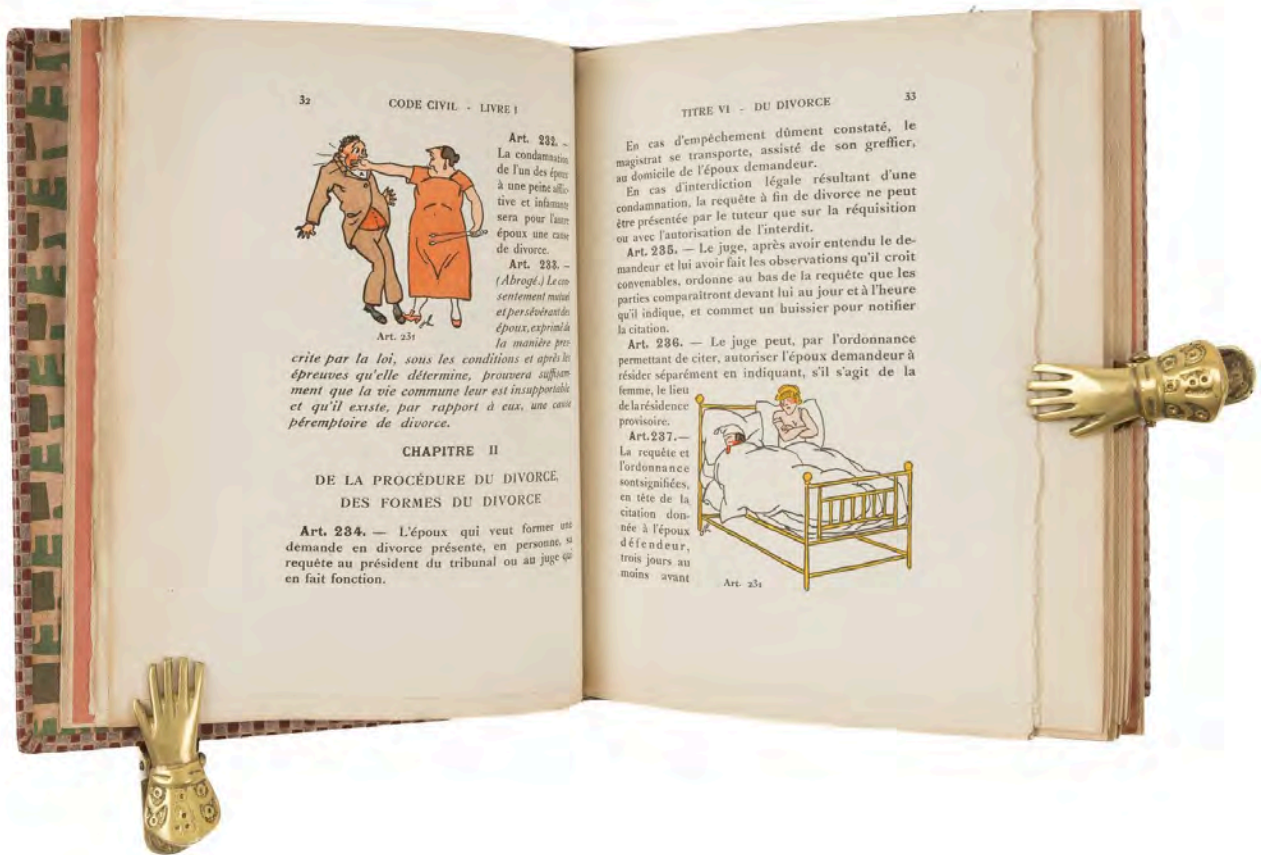 32
CODE CIVIL - LIVRE I
Art. 232. –
La condamnation
de l'un des époux
à une peine afflic-
tive et infamante
sera pour l'autre
époux une cause
de divorce.
Art. 233. –
(Abrogé.) Le con-
sentement mutuel
et persévérant des
époux, exprimé de
la manière pres-
Art. 231
crite par la loi, sous les conditions et après les
épreuves qu'elle détermine, prouvera suffisam-
ment que la vie commune leur est insupportable
et qu'il existe, par rapport à eux, une cause
péremptoire de divorce.
CHAPITRE II
DE LA PROCÉDURE DU DIVORCE,
DES FORMES DU DIVORCE
Art. 234. — L'époux qui veut former une
demande en divorce présente, en personne, sa
requête au président du tribunal ou au juge qui
en fait fonction.
TITRE VI - DU DIVORCE
33
En cas d'empêchement dûment constaté, le
magistrat se transporte, assisté de son greffier,
au domicile de l'époux demandeur.
En cas d'interdiction légale résultant d'une
condamnation, la requête à fin de divorce ne peut
être présentée par le tuteur que sur la réquisition
ou avec l'autorisation de l'interdit.
Art. 235. — Le juge, après avoir entendu le de-
mandeur et lui avoir fait les observations qu'il croit
convenables, ordonne au bas de la requête que les
parties comparaîtront devant lui au jour et à l'heure
qu'il indique, et commet un huissier pour notifier
la citation.
Art. 236. — Le juge peut, par l'ordonnance
permettant de citer, autoriser l'époux demandeur à
résider séparément en indiquant, s'il s'agit de la
femme, le lieu
de la résidence
provisoire.
Art. 237. —
La requête et
l'ordonnance
sont signifiées,
en tête de la
citation don-
née à l'époux
défendeur,
trois jours au
moins avant
Art. 231